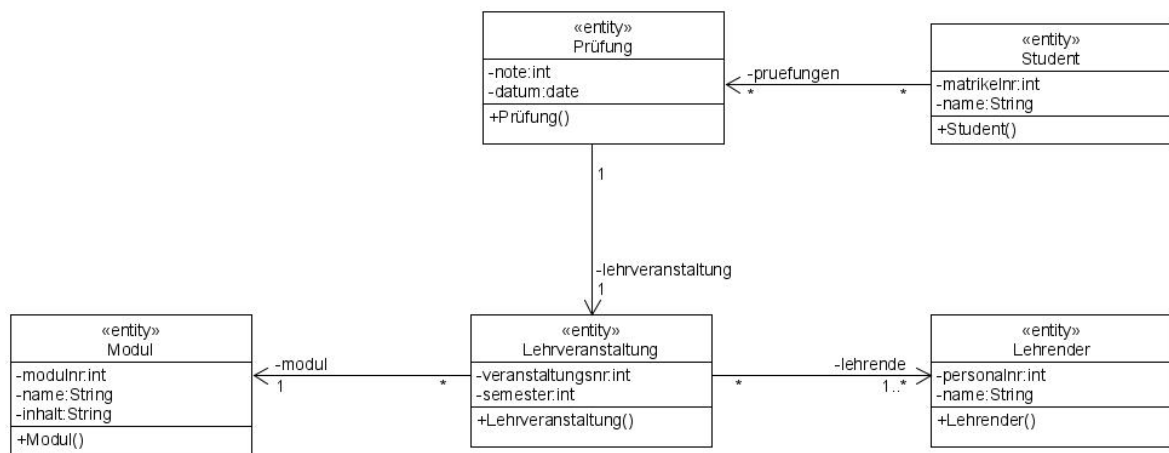 «entity»
Prüfung
-note:int
-datum:date
+Prüfung()
-pruefungen
*
*
«entity»
Student
-matrikelnr:int
-name:String
+Student()
1
-lehrveranstaltung
1
«entity»
Modul
-modulnr:int
-name:String
-inhalt:String
+Modul()
-modul
1
*
«entity»
Lehrveranstaltung
-veranstaltungsnr:int
-semester:int
+Lehrveranstaltung()
-lehrende
*
1..*
«entity»
Lehrender
-personalnr:int
-name:String
+Lehrender()